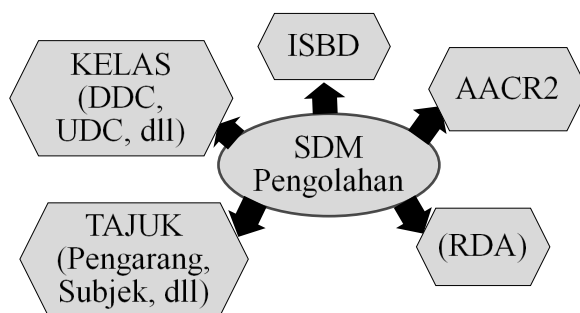 ISBD
KELAS
(DDC,
UDC, dll)
AACR2
SDM
Pengolahan
TAJUK
(Pengarang,
Subjek, dll)
(RDA)